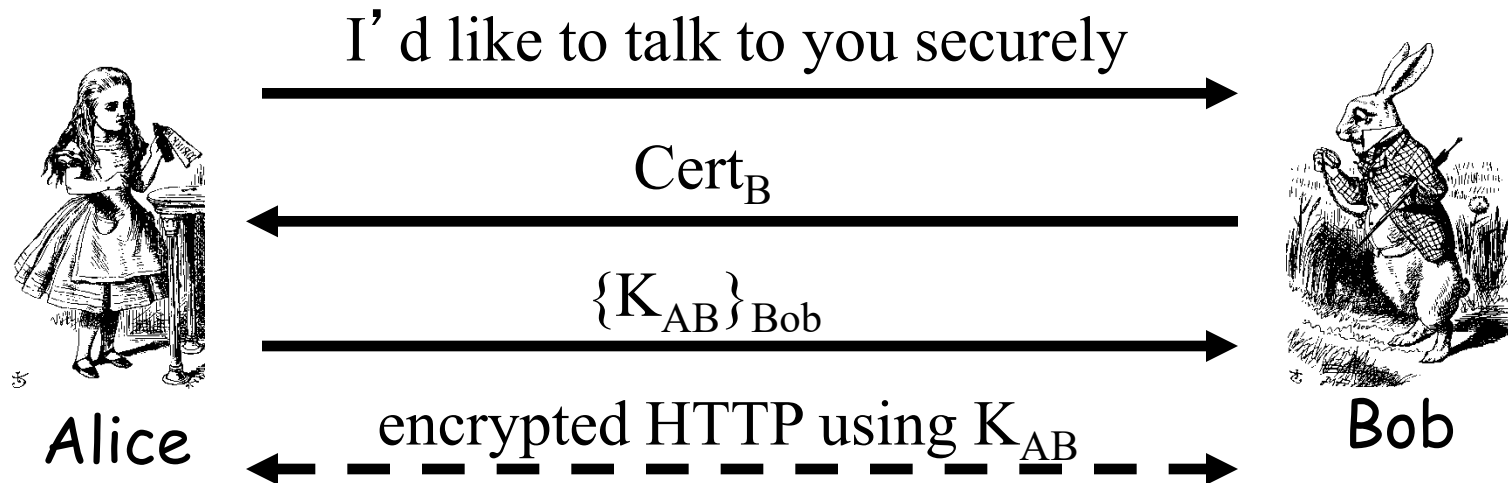 I’d like to talk to you securely
Cert_B
{K_AB}_Bob
encrypted HTTP using K_AB
Alice
Bob